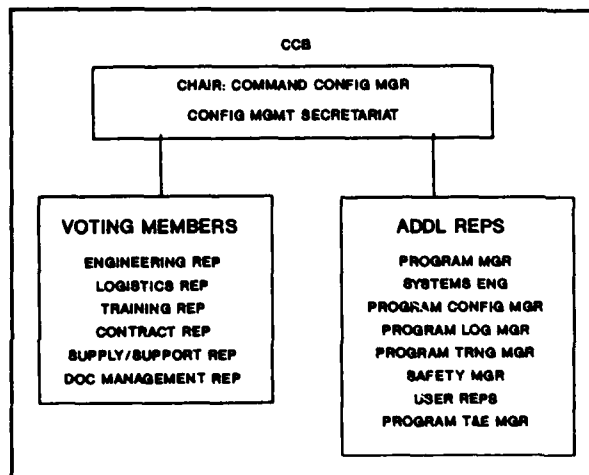 CCB
CHAIR: COMMAND CONFIG MGR
CONFIG MGMT SECRETARIAT
VOTING MEMBERS
ENGINEERING REP
LOGISTICS REP
TRAINING REP
CONTRACT REP
SUPPLY/SUPPORT REP
DOC MANAGEMENT REP
ADDL REPS
PROGRAM MGR
SYSTEMS ENG
PROGRAM CONFIG MGR
PROGRAM LOG MGR
PROGRAM TRNG MGR
SAFETY MGR
USER REPS
PROGRAM T&E MGR